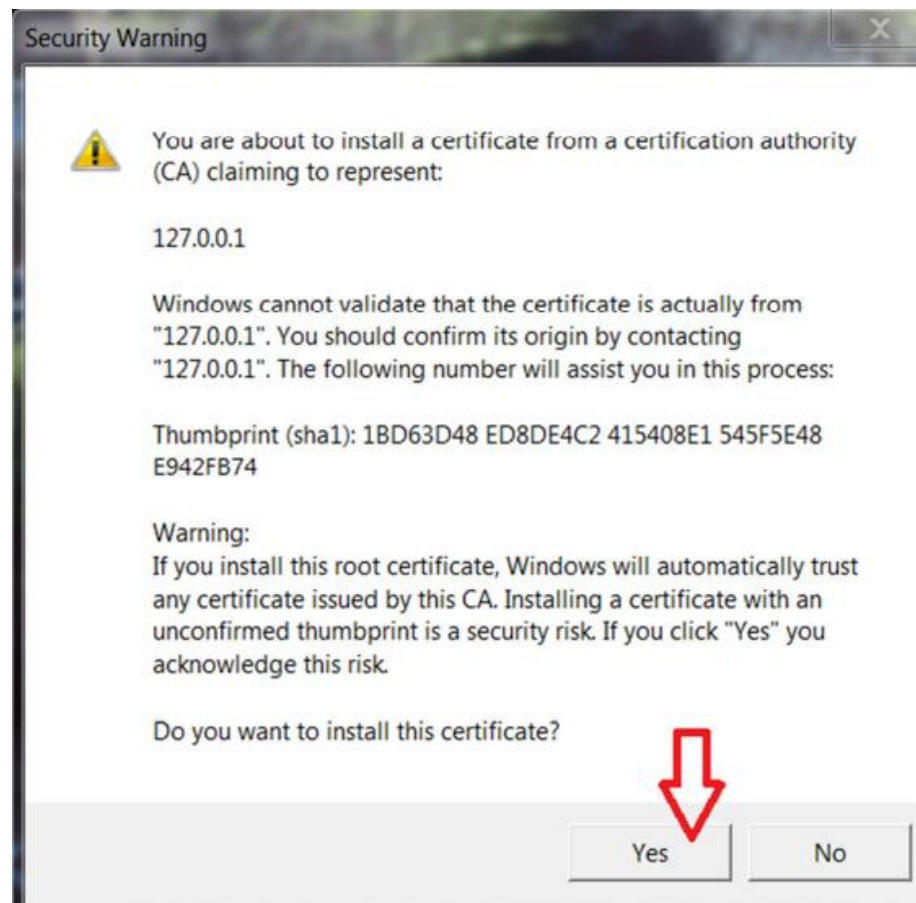 Security Warning
You are about to install a certificate from a certification authority
(CA) claiming to represent:
127.0.0.1
Windows cannot validate that the certificate is actually from
"127.0.0.1". You should confirm its origin by contacting
"127.0.0.1". The following number will assist you in this process:
Thumbprint (sha1): 1BD63D48 ED8DE4C2 415408E1 545F5E48
E942FB74
Warning:
If you install this root certificate, Windows will automatically trust
any certificate issued by this CA. Installing a certificate with an
unconfirmed thumbprint is a security risk. If you click "Yes" you
acknowledge this risk.
Do you want to install this certificate?
Yes No